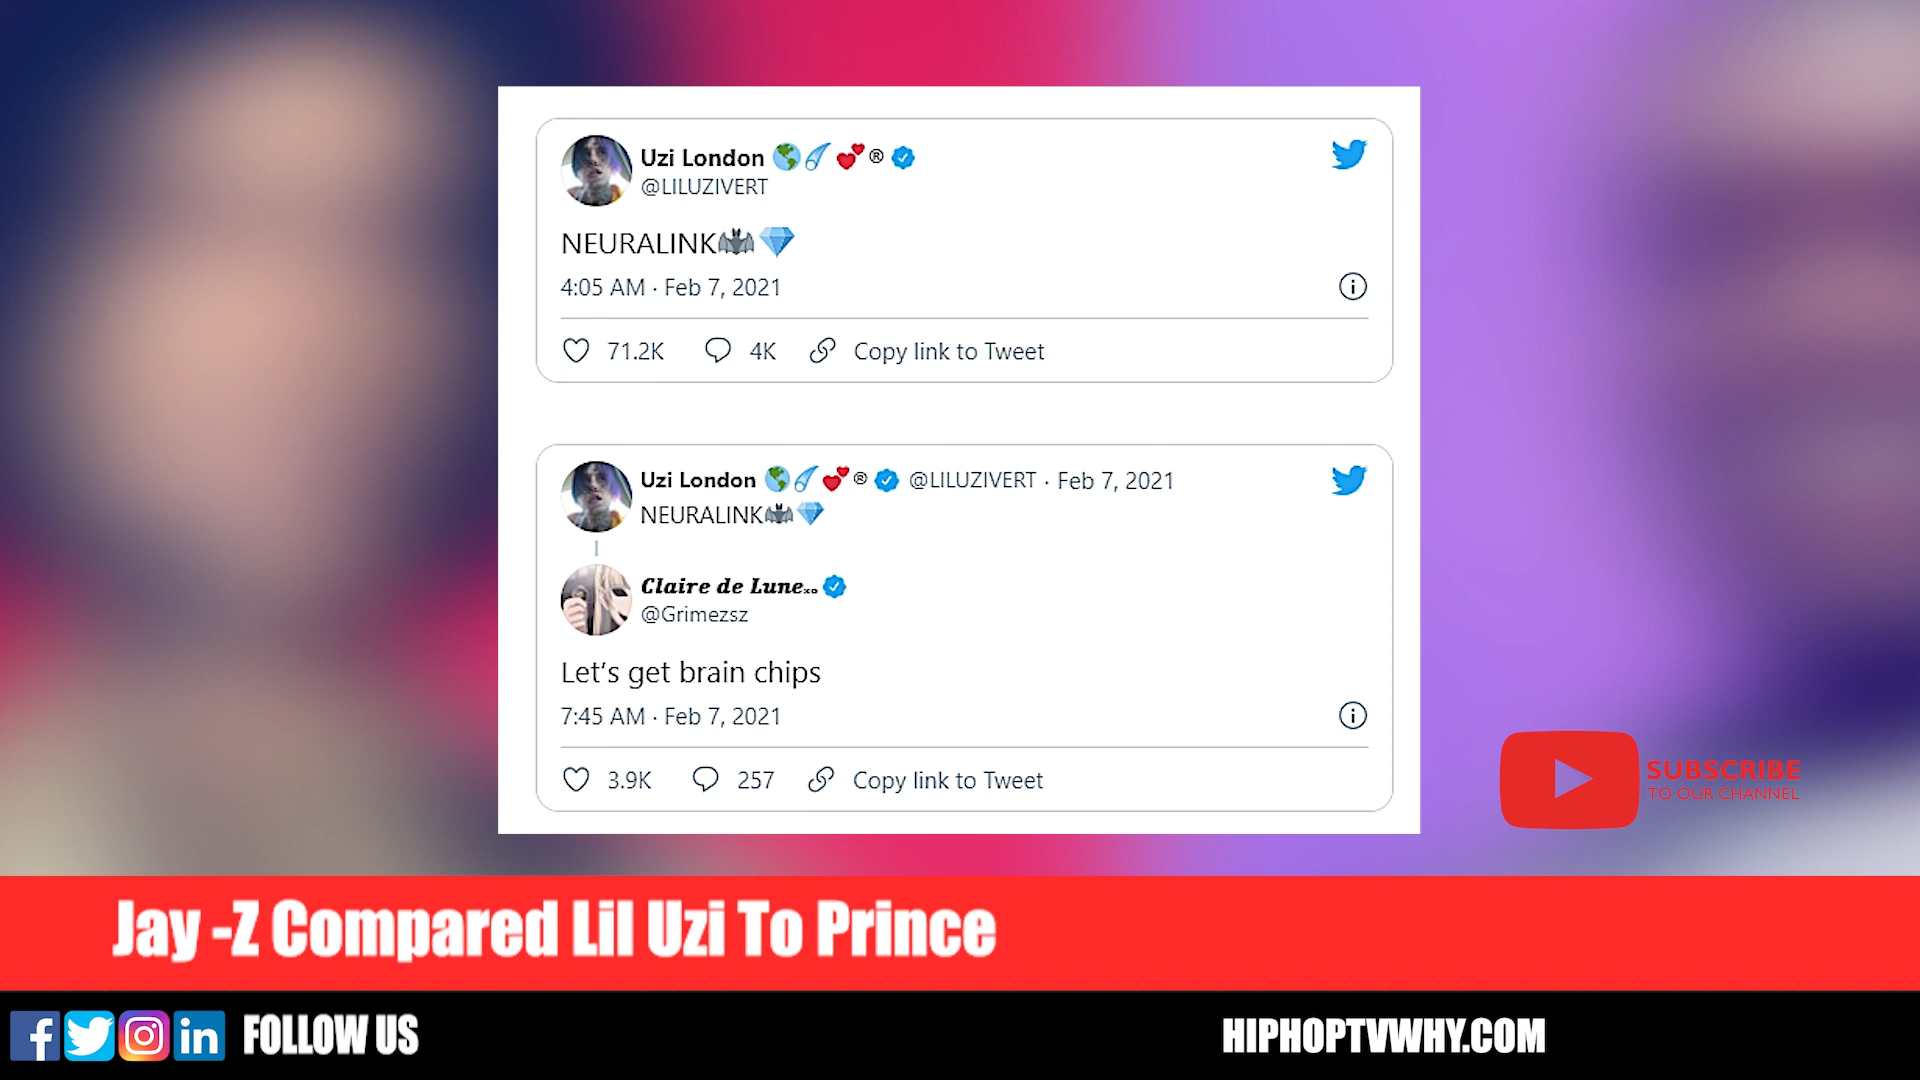 Uzi London 🌎☄️💕®
@LILUZIVERT
NEURALINK🦇💎
4:05 AM · Feb 7, 2021
71.2K 4K Copy link to Tweet
Uzi London 🌎☄️💕® @LILUZIVERT · Feb 7, 2021
NEURALINK🦇💎
Claire de Lune xo
@Grimezsz
Let's get brain chips
7:45 AM · Feb 7, 2021
3.9K 257 Copy link to Tweet
SUBSCRIBE
TO OUR CHANNEL
Jay -Z Compared Lil Uzi To Prince
FOLLOW US
HIPHOPTVWHY.COM